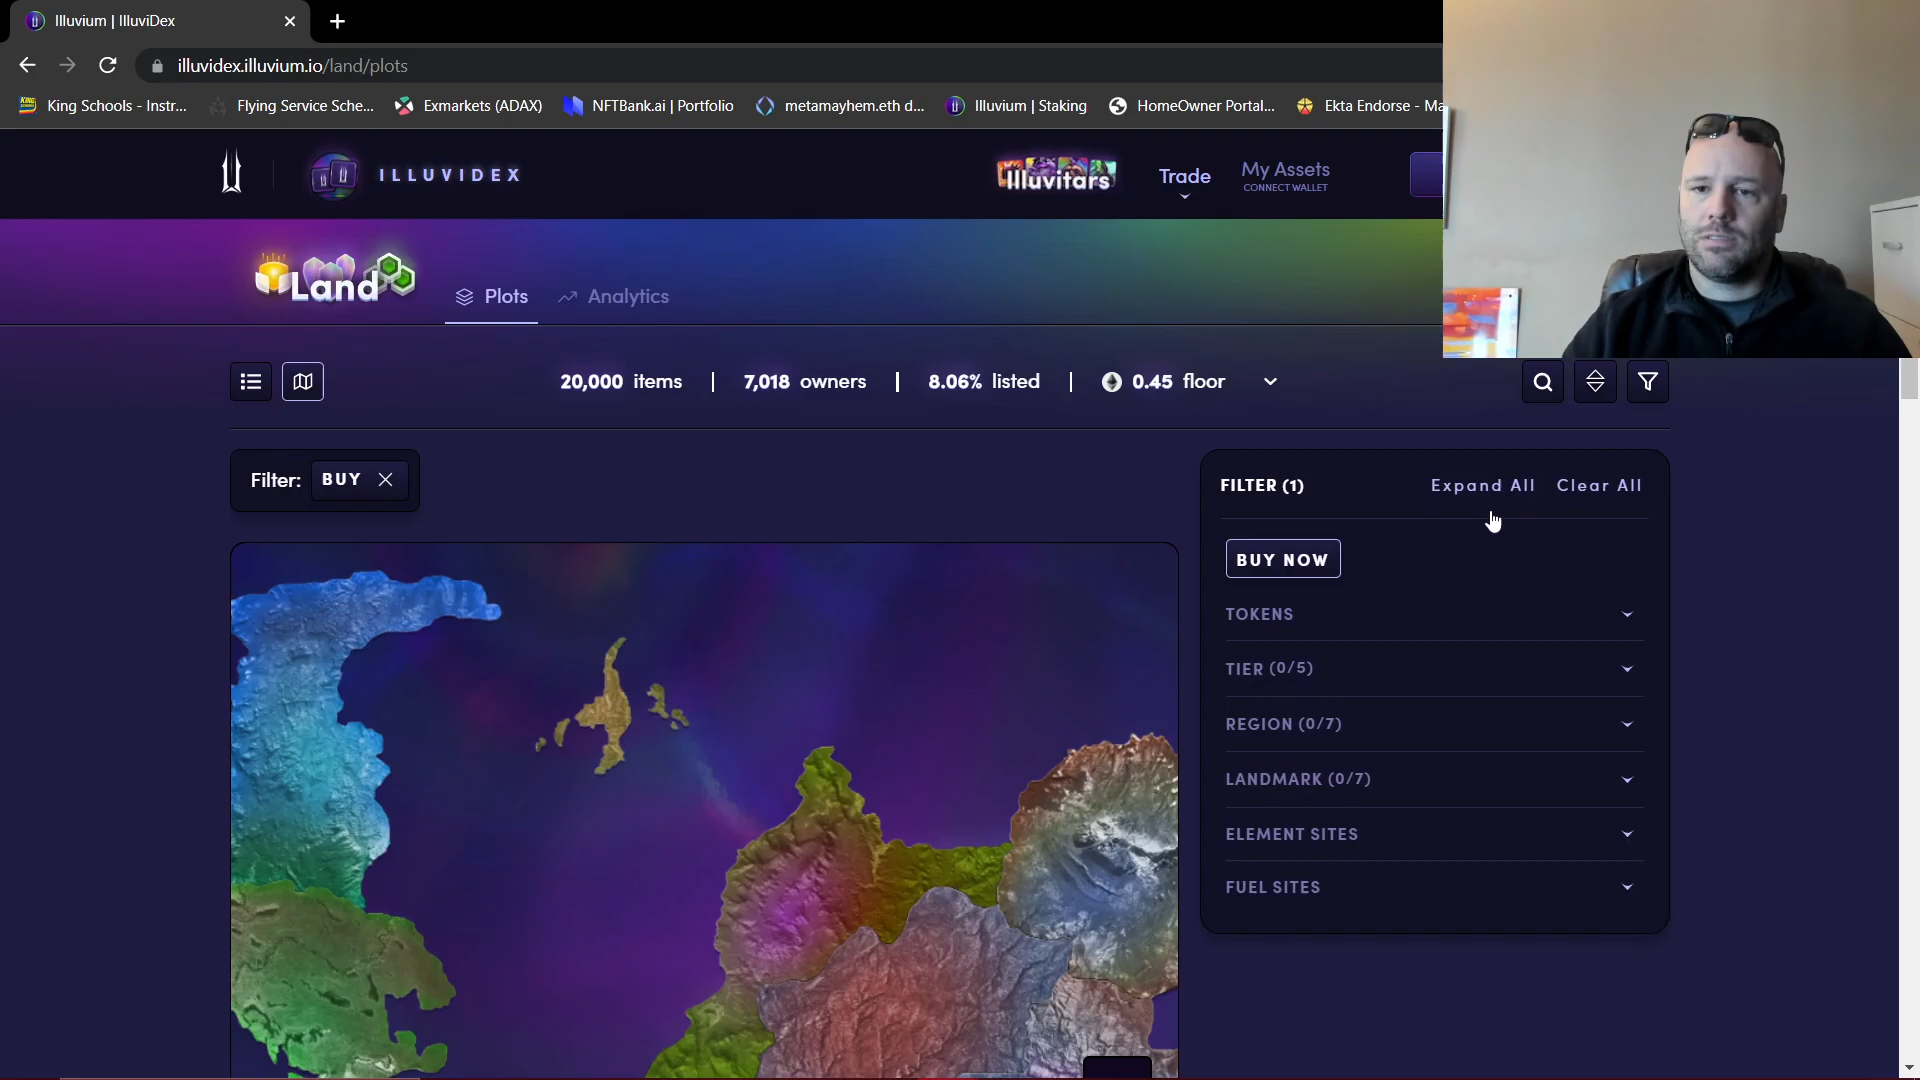 Illuvium | IlluviDex
illuvidex.illuvium.io/land/plots
King Schools - Instr...
Flying Service Sche...
Exmarkets (ADAX)
NFTBank.ai | Portfolio
metamayhem.eth d...
Illuvium | Staking
HomeOwner Portal...
Ekta Endorse - Ma
ILLUVIDEX
Illuvitars
Trade
My Assets
CONNECT WALLET
Land
Plots
Analytics
20,000 items
7,018 owners
8.06% listed
0.45 floor
Filter: BUY
FILTER (1)
Expand All
Clear All
BUY NOW
TOKENS
TIER (0/5)
REGION (0/7)
LANDMARK (0/7)
ELEMENT SITES
FUEL SITES